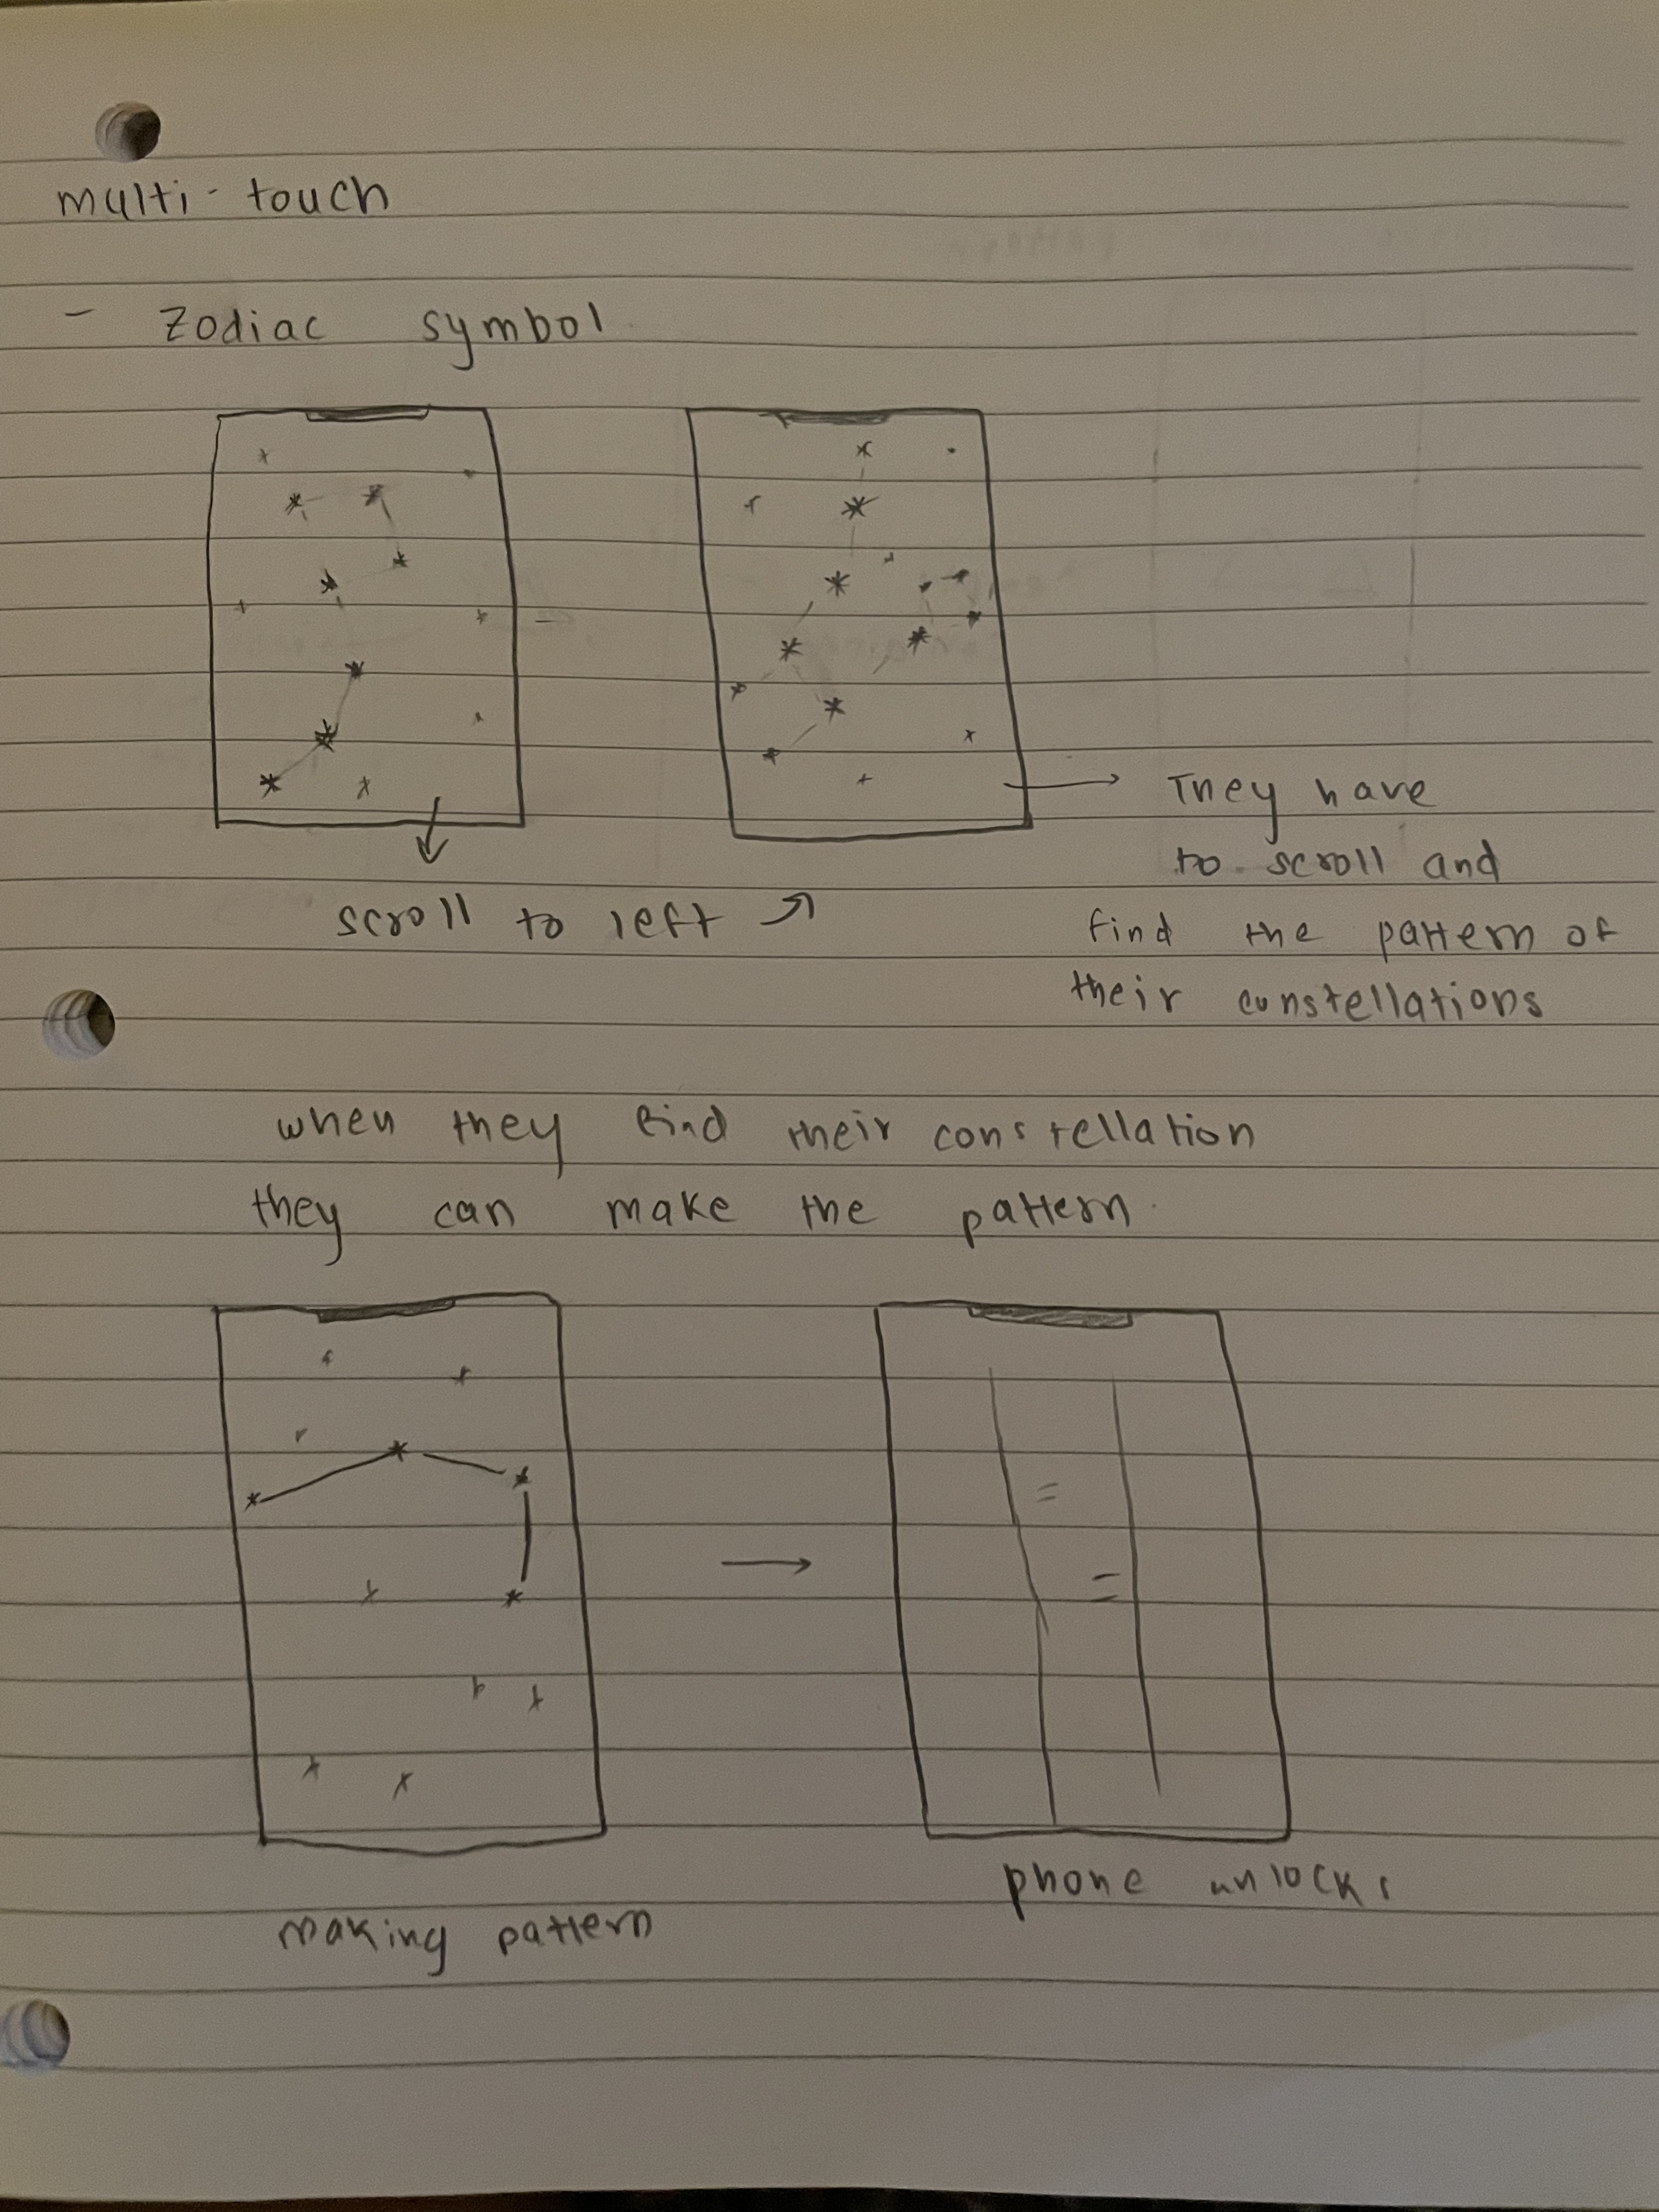 multi-touch
- Zodiac symbol
scroll to left
They have
to scroll and
find the pattern of
their constellations
when they find their constellation
they can make the pattern.
making pattern
phone unlocks